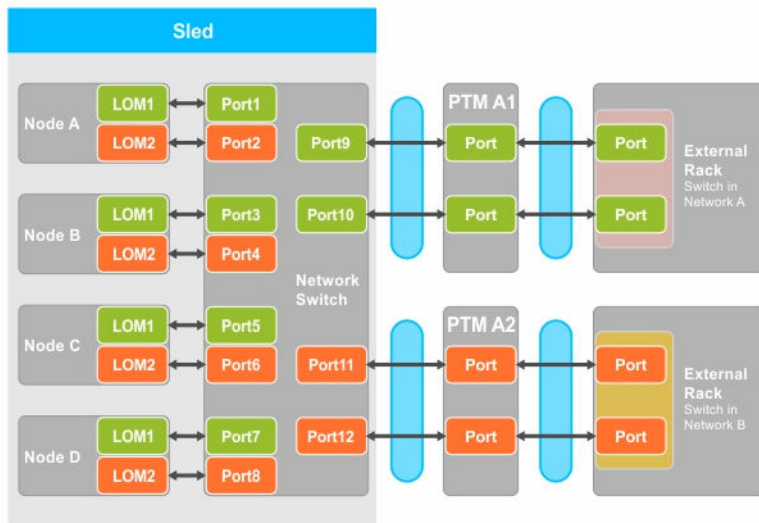 Sled
Node A
LOM1
Port1
LOM2
Port2
Node B
LOM1
Port3
LOM2
Port4
Node C
LOM1
Port5
LOM2
Port6
Node D
LOM1
Port7
LOM2
Port8
Port9
Port10
Network
Switch
Port11
Port12
PTM A1
Port
Port
PTM A2
Port
Port
Port
Port
External
Rack
Switch in
Network A
Port
Port
External
Rack
Switch in
Network B